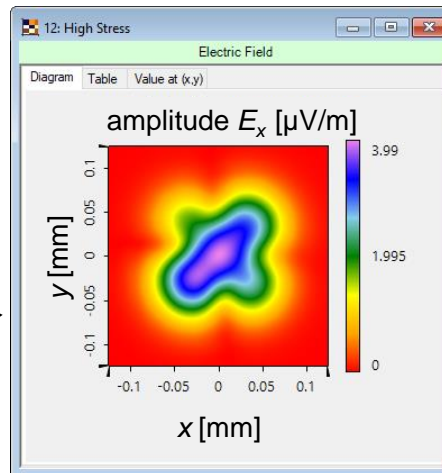 12: High Stress
Electric Field
Diagram Table Value at (x,y)
amplitude Eₓ [µV/m]
3.99
1.995
0
y [mm]
0.1
0.05
0
-0.05
-0.1
-0.1 -0.05 0 0.05 0.1
x [mm]